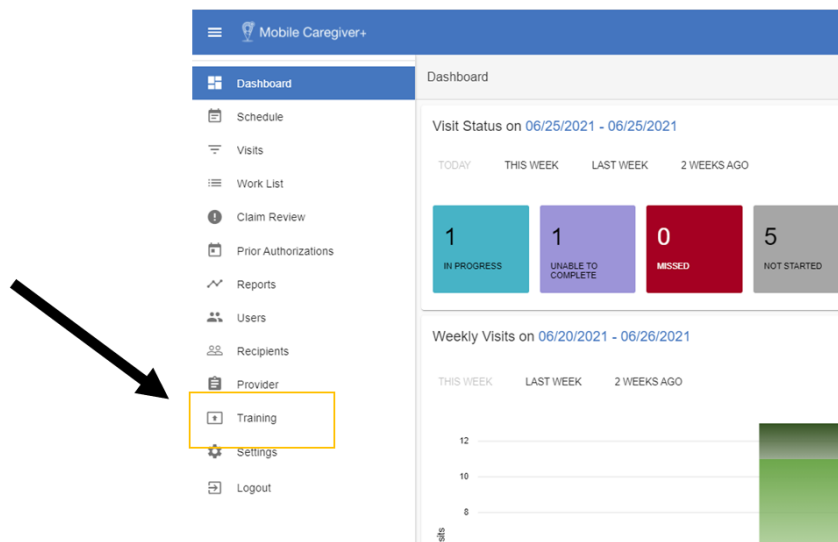 Mobile Caregiver+
Dashboard
Schedule
Visits
Work List
Claim Review
Prior Authorizations
Reports
Users
Recipients
Provider
Training
Settings
Logout
Dashboard
Visit Status on 06/25/2021 - 06/25/2021
TODAY THIS WEEK LAST WEEK 2 WEEKS AGO
1
IN PROGRESS
1
UNABLE TO
COMPLETE
0
MISSED
5
NOT STARTED
Weekly Visits on 06/20/2021 - 06/26/2021
THIS WEEK LAST WEEK 2 WEEKS AGO
12
10
8